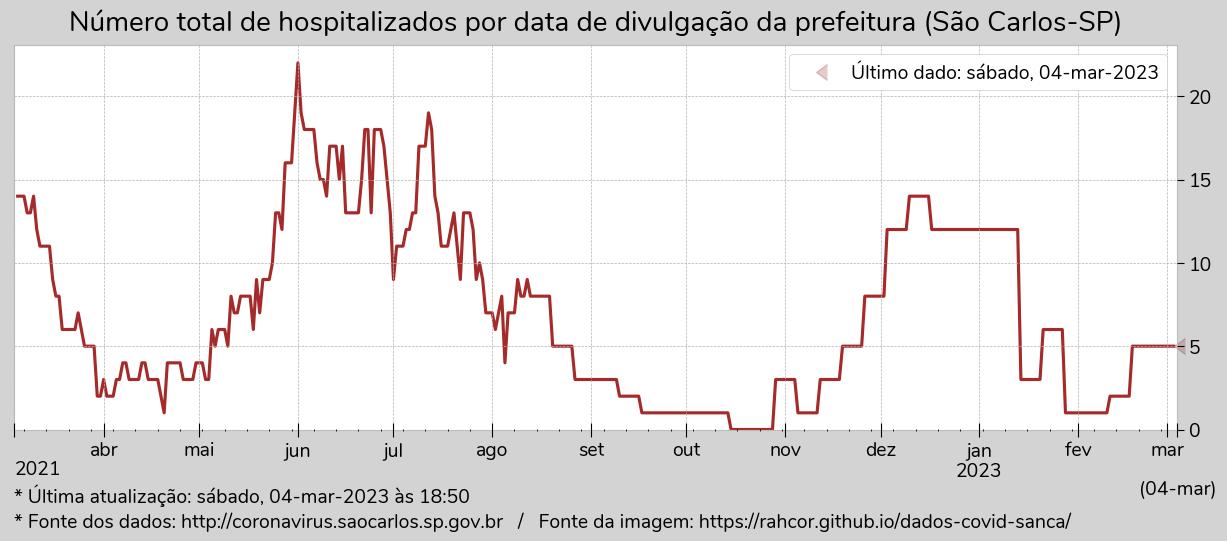 Número total de hospitalizados por data de divulgação da prefeitura (São Carlos-SP)
Último dado: sábado, 04-mar-2023
20
15
10
5
0
abr mai jun jul ago set out nov dez jan fev mar
2021 2023
(04-mar)
* Última atualização: sábado, 04-mar-2023 às 18:50
* Fonte dos dados: http://coronavirus.saocarlos.sp.gov.br / Fonte da imagem: https://rahcor.github.io/dados-covid-sanca/